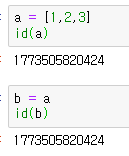 a = [1,2,3]
id(a)
1773505820424
b = a
id(b)
1773505820424